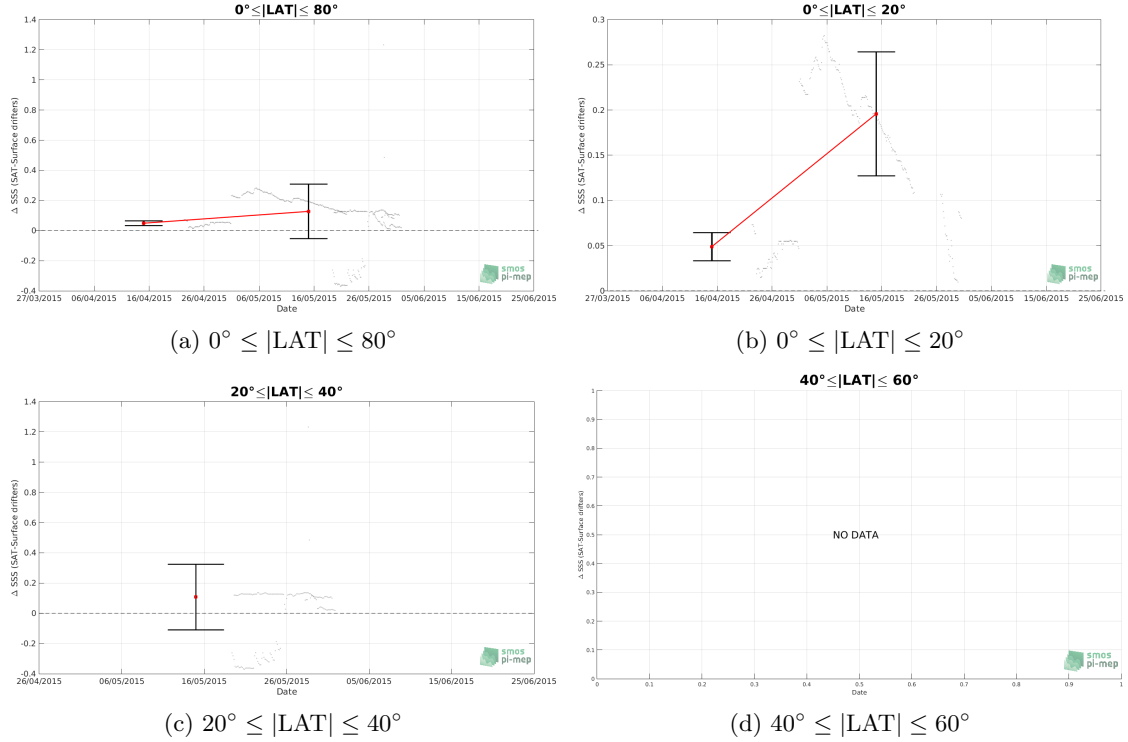 0°≤|LAT|≤ 80°
Δ SSS (SAT-Surface drifters)
1.4
1.2
1
0.8
0.6
0.4
0.2
0
-0.2
-0.4
27/03/2015 06/04/2015 16/04/2015 26/04/2015 06/05/2015 16/05/2015 26/05/2015 05/06/2015 15/06/2015 25/06/2015
Date
smos
pi-mep
(a) 0° ≤ |LAT| ≤ 80°
0°≤|LAT|≤ 20°
Δ SSS (SAT-Surface drifters)
0.3
0.25
0.2
0.15
0.1
0.05
0
27/03/2015 06/04/2015 16/04/2015 26/04/2015 06/05/2015 16/05/2015 26/05/2015 05/06/2015 15/06/2015 25/06/2015
Date
smos
pi-mep
(b) 0° ≤ |LAT| ≤ 20°
20°≤|LAT|≤ 40°
Δ SSS (SAT-Surface drifters)
1.4
1.2
1
0.8
0.6
0.4
0.2
0
-0.2
-0.4
26/04/2015 06/05/2015 16/05/2015 26/05/2015 05/06/2015 15/06/2015 25/06/2015
Date
smos
pi-mep
(c) 20° ≤ |LAT| ≤ 40°
40°≤|LAT|≤ 60°
Δ SSS (SAT-Surface drifters)
1
0.9
0.8
0.7
0.6
0.5
0.4
0.3
0.2
0.1
0
NO DATA
0 0.1 0.2 0.3 0.4 0.5 0.6 0.7 0.8 0.9 1
Date
smos
pi-mep
(d) 40° ≤ |LAT| ≤ 60°